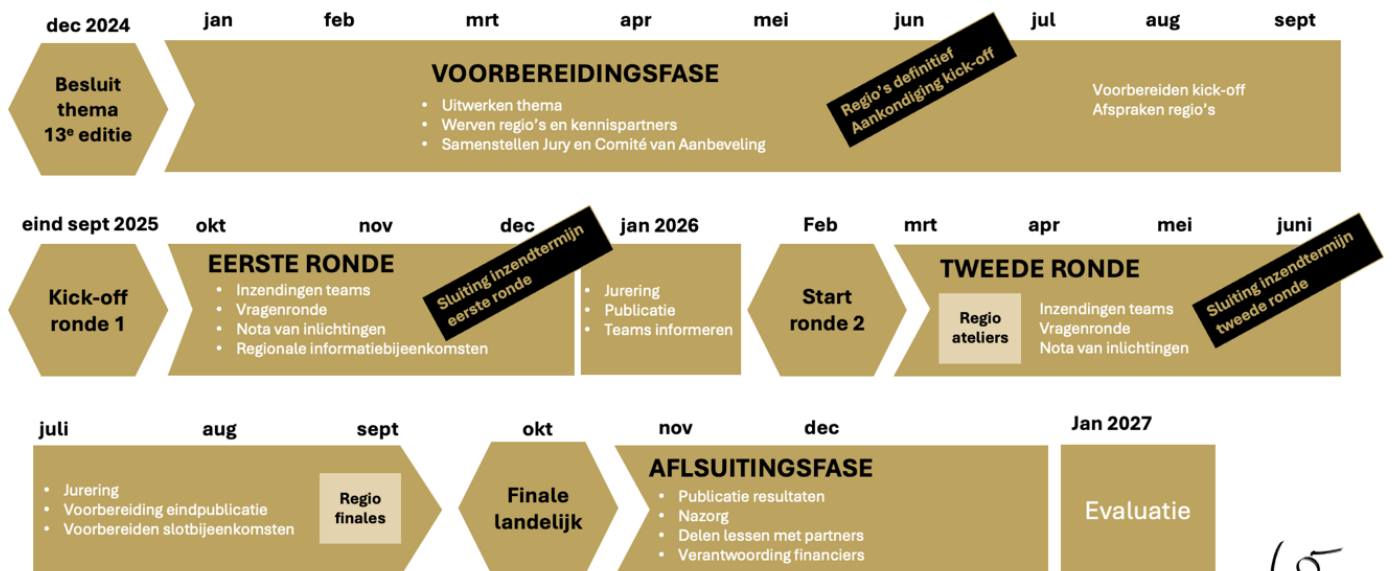 dec 2024
jan feb mrt apr mei jun jul aug sept
Besluit
thema
13e editie
VOORBEREIDINGSFASE
• Uitwerken thema
• Werven regio's en kennispartners
• Samenstellen Jury en Comité van Aanbeveling
Regio's definitief
Aankondiging kick-off
Voorbereiden kick-off
Afspraken regio's
eind sept 2025 okt nov dec jan 2026 Feb mrt apr mei juni
Kick-off
ronde 1
EERSTE RONDE
• Inzendingen teams
• Vragenronde
• Nota van inlichtingen
• Regionale informatiebijeenkomsten
Sluiting inzendtermijn
eerste ronde
• Jurering
• Publicatie
• Teams informeren
Start
ronde 2
TWEEDE RONDE
Regio
ateliers
Inzendingen teams
Vragenronde
Nota van inlichtingen
Sluiting inzendtermijn
tweede ronde
juli aug sept okt nov dec Jan 2027
• Jurering
• Voorbereiding eindpublicatie
• Voorbereiden slotbijeenkomsten
Regio
finales
Finale
landelijk
AFLSUITINGSFASE
• Publicatie resultaten
• Nazorg
• Delen lessen met partners
• Verantwoording financiers
Evaluatie